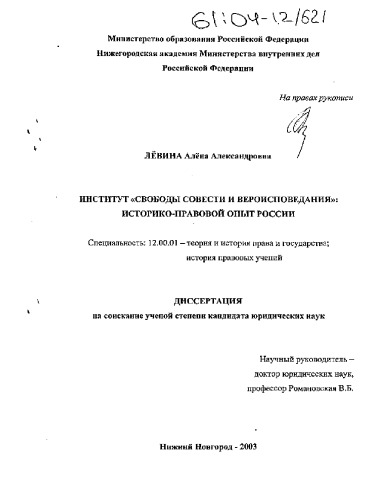 61:04-12/621
Министерство образования Российской Федерации
Нижегородская академия Министерства внутренних дел
Российской Федерации
На правах рукописи
ЛЁВИНА Алёна Александровна
ИНСТИТУТ «СВОБОДЫ СОВЕСТИ И ВЕРОИСПОВЕДАНИЯ»:
ИСТОРИКО-ПРАВОВОЙ ОПЫТ РОССИИ
Специальность: 12.00.01 – теория и история права и государства;
история правовых учений
ДИССЕРТАЦИЯ
на соискание ученой степени кандидата юридических наук
Научный руководитель –
доктор юридических наук,
профессор Романовская В.Б.
Нижний Новгород - 2003